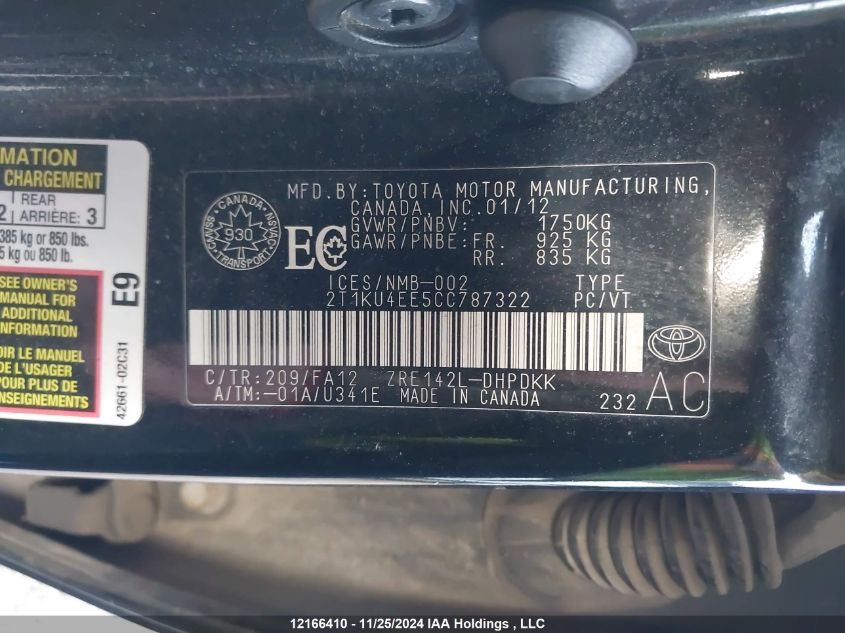 MATION
CHARGEMENT
2 REAR ARRIÈRE: 3
385 kg or 850 lbs.
5 kg ou 850 lb.
SEE OWNER'S
MANUAL FOR
ADDITIONAL
INFORMATION
OIR LE MANUEL
DE L'USAGER
POUR PLUS DE
NSEIGNEMENTS
E9
42661-02C31
CANADA
930
TRANSPORT
CMVSS
NSVAC
EC
MFD.BY:TOYOTA MOTOR MANUFACTURING,
CANADA,INC.01/12
GVWR/PNBV: 1750KG
GAWR/PNBE:FR. 925 KG
RR. 835 KG
ICES/NMB-002 TYPE
2T1KU4EE5CC787322 PC/VT
C/TR:209/FA12 ZRE142L-DHPDKK
A/TM:-01A/U341E MADE IN CANADA
232 AC
12166410 - 11/25/2024 IAA Holdings , LLC